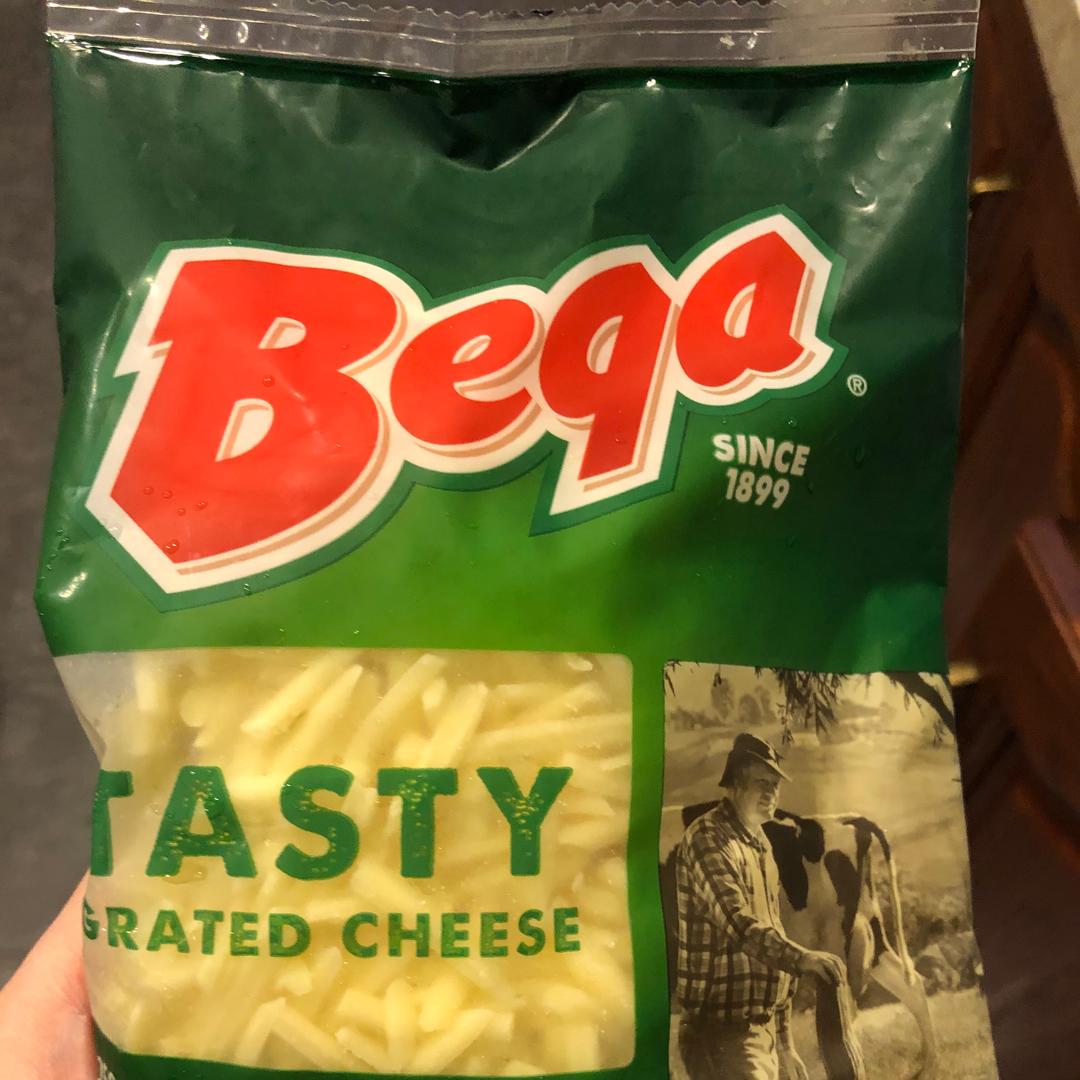 Bega®
SINCE
1899
TASTY
GRATED CHEESE